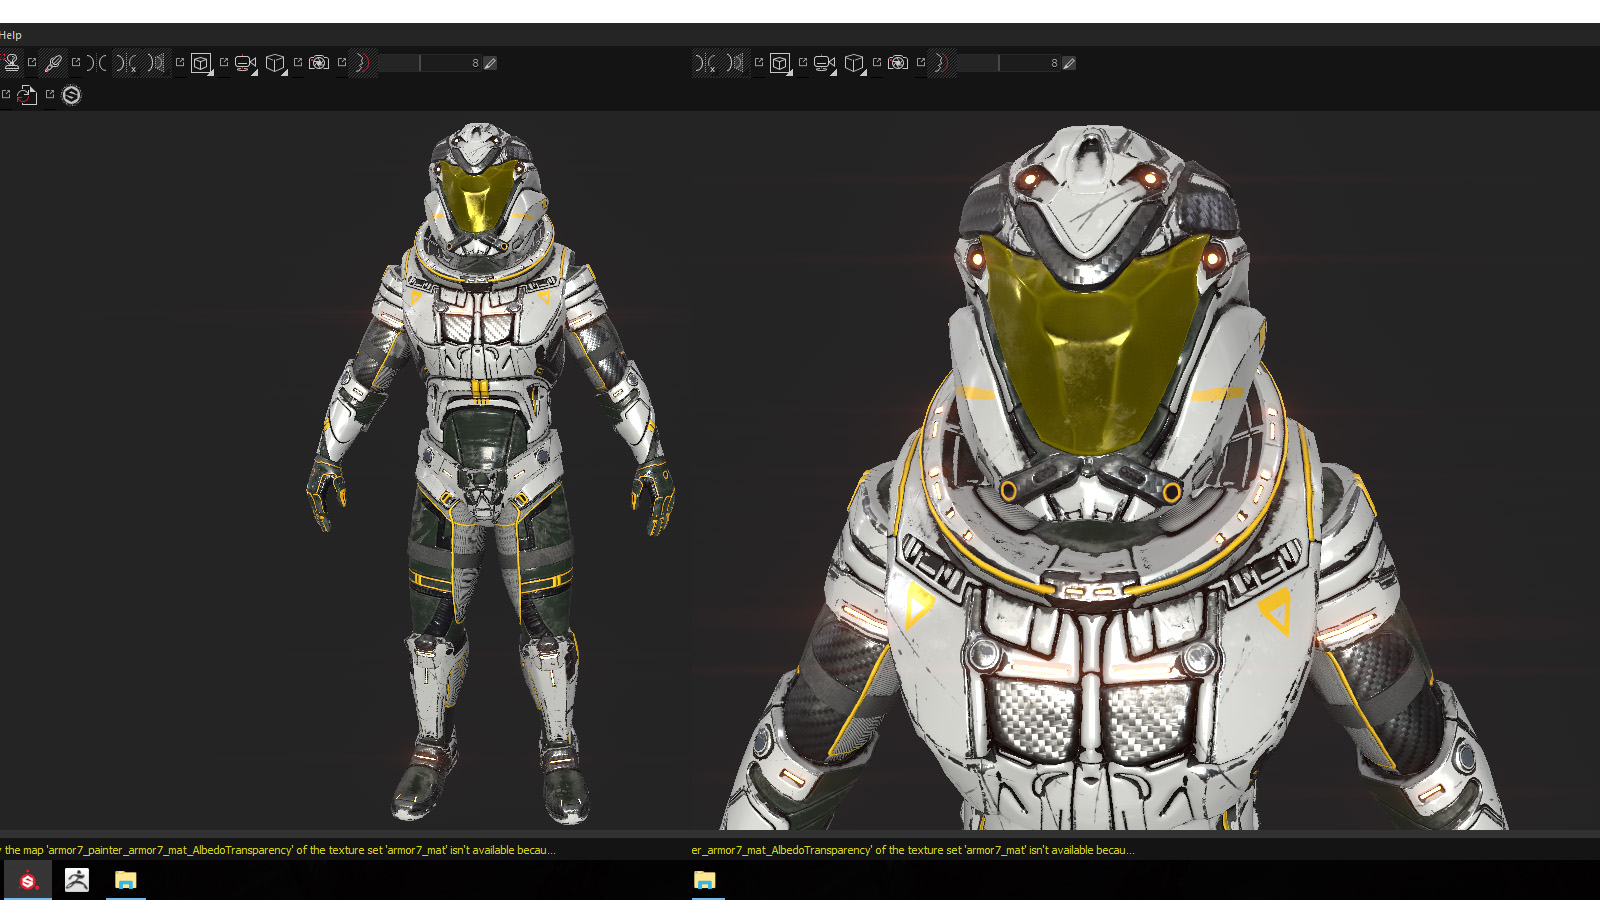 Help
8
8
the map 'armor7_painter_armor7_mat_AlbedoTransparency' of the texture set 'armor7_mat' isn't available becau...
er_armor7_mat_AlbedoTransparency' of the texture set 'armor7_mat' isn't available becau...